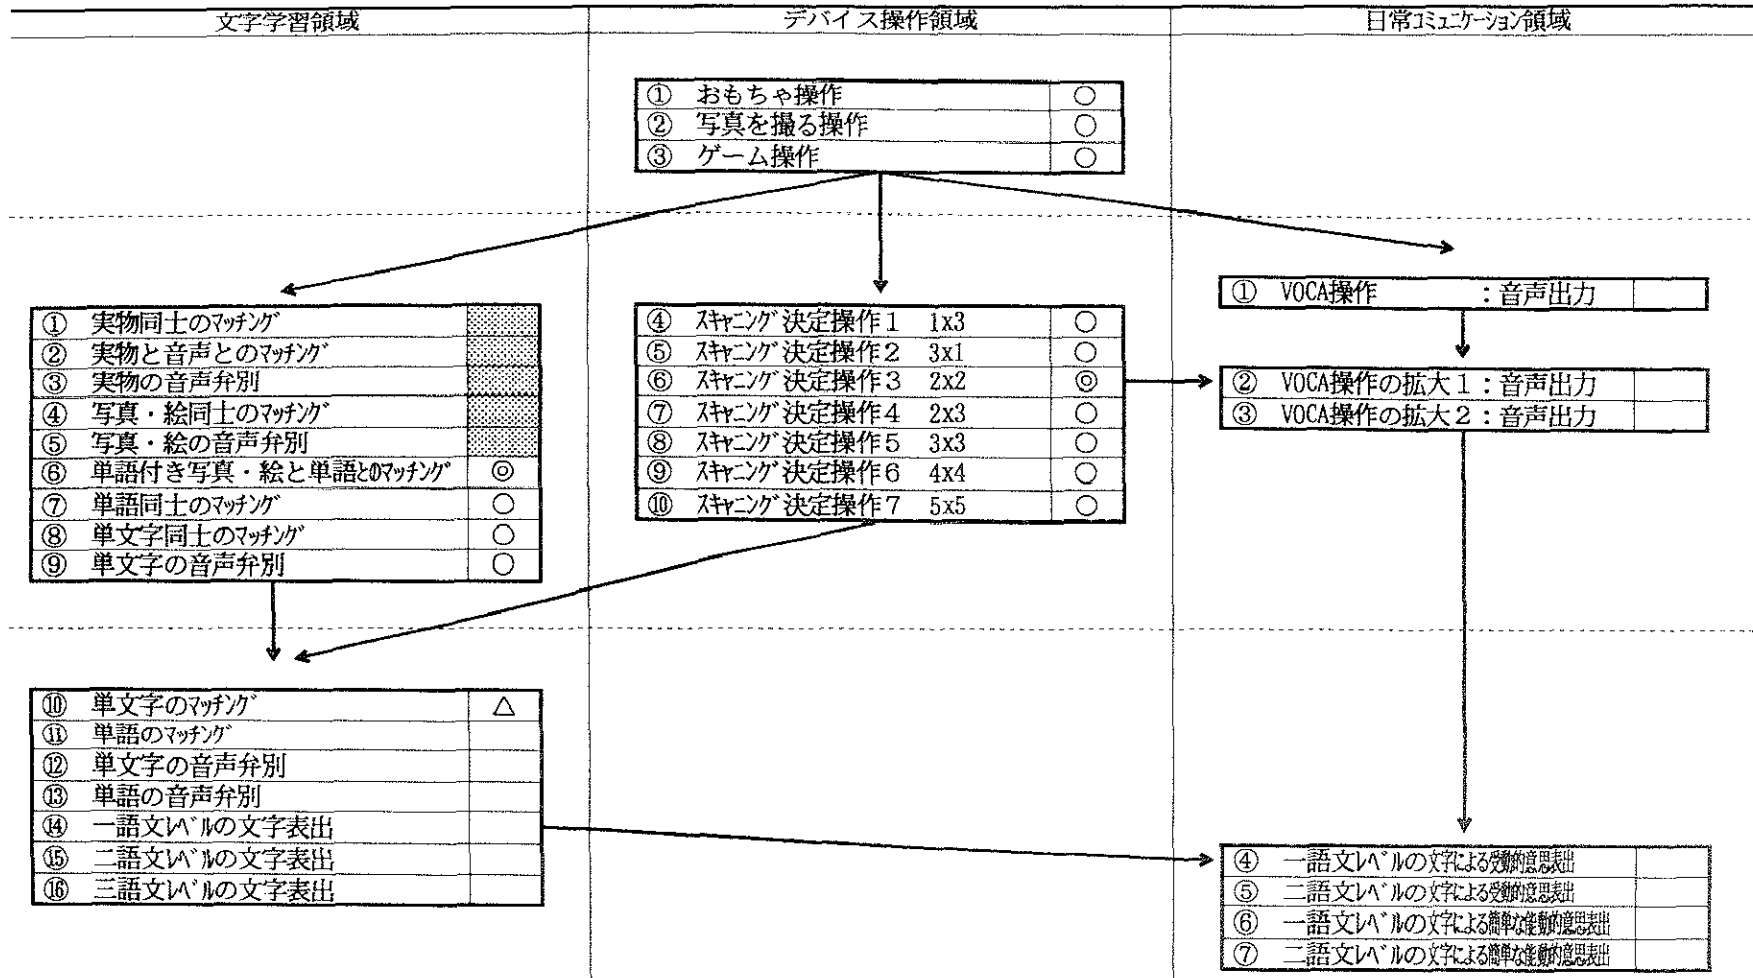 文字学習領域
デバイス操作領域
日常コミュニケーション領域
① おもちゃ操作 ○
② 写真を撮る操作 ○
③ ゲーム操作 ○
① 実物同士のマッチング
② 実物と音声とのマッチング
③ 実物の音声弁別
④ 写真・絵同士のマッチング
⑤ 写真・絵の音声弁別
⑥ 単語付き写真・絵と単語とのマッチング ◎
⑦ 単語同士のマッチング ○
⑧ 単文字同士のマッチング ○
⑨ 単文字の音声弁別 ○
④ スキャニング決定操作1 1x3 ○
⑤ スキャニング決定操作2 3x1 ○
⑥ スキャニング決定操作3 2x2 ◎
⑦ スキャニング決定操作4 2x3 ○
⑧ スキャニング決定操作5 3x3 ○
⑨ スキャニング決定操作6 4x4 ○
⑩ スキャニング決定操作7 5x5 ○
① VOCA操作 :音声出力
② VOCA操作の拡大1:音声出力
③ VOCA操作の拡大2:音声出力
⑩ 単文字のマッチング △
⑪ 単語のマッチング
⑫ 単文字の音声弁別
⑬ 単語の音声弁別
⑭ 一語文レベルの文字表出
⑮ 二語文レベルの文字表出
⑯ 三語文レベルの文字表出
④ 一語文レベルの文字による受動的意思表出
⑤ 二語文レベルの文字による受動的意思表出
⑥ 一語文レベルの文字による簡単な能動的意思表出
⑦ 二語文レベルの文字による簡単な能動的意思表出